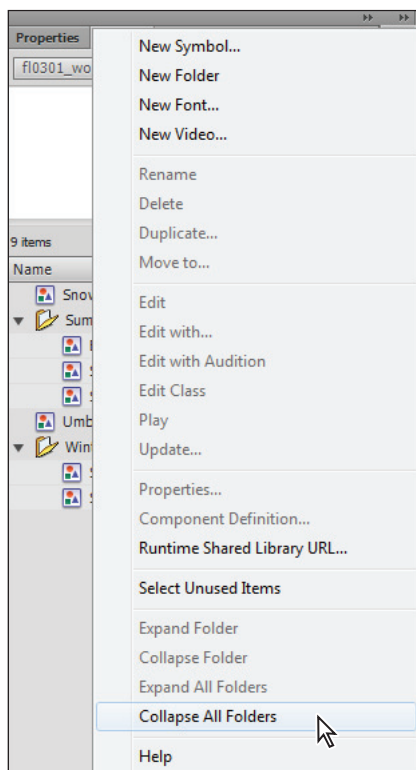 Properties
fl0301_wo
9 items
Name
Snov
Sum
Umb
Win
New Symbol...
New Folder
New Font...
New Video...
Rename
Delete
Duplicate...
Move to...
Edit
Edit with...
Edit with Audition
Edit Class
Play
Update...
Properties...
Component Definition...
Runtime Shared Library URL...
Select Unused Items
Expand Folder
Collapse Folder
Expand All Folders
Collapse All Folders
Help